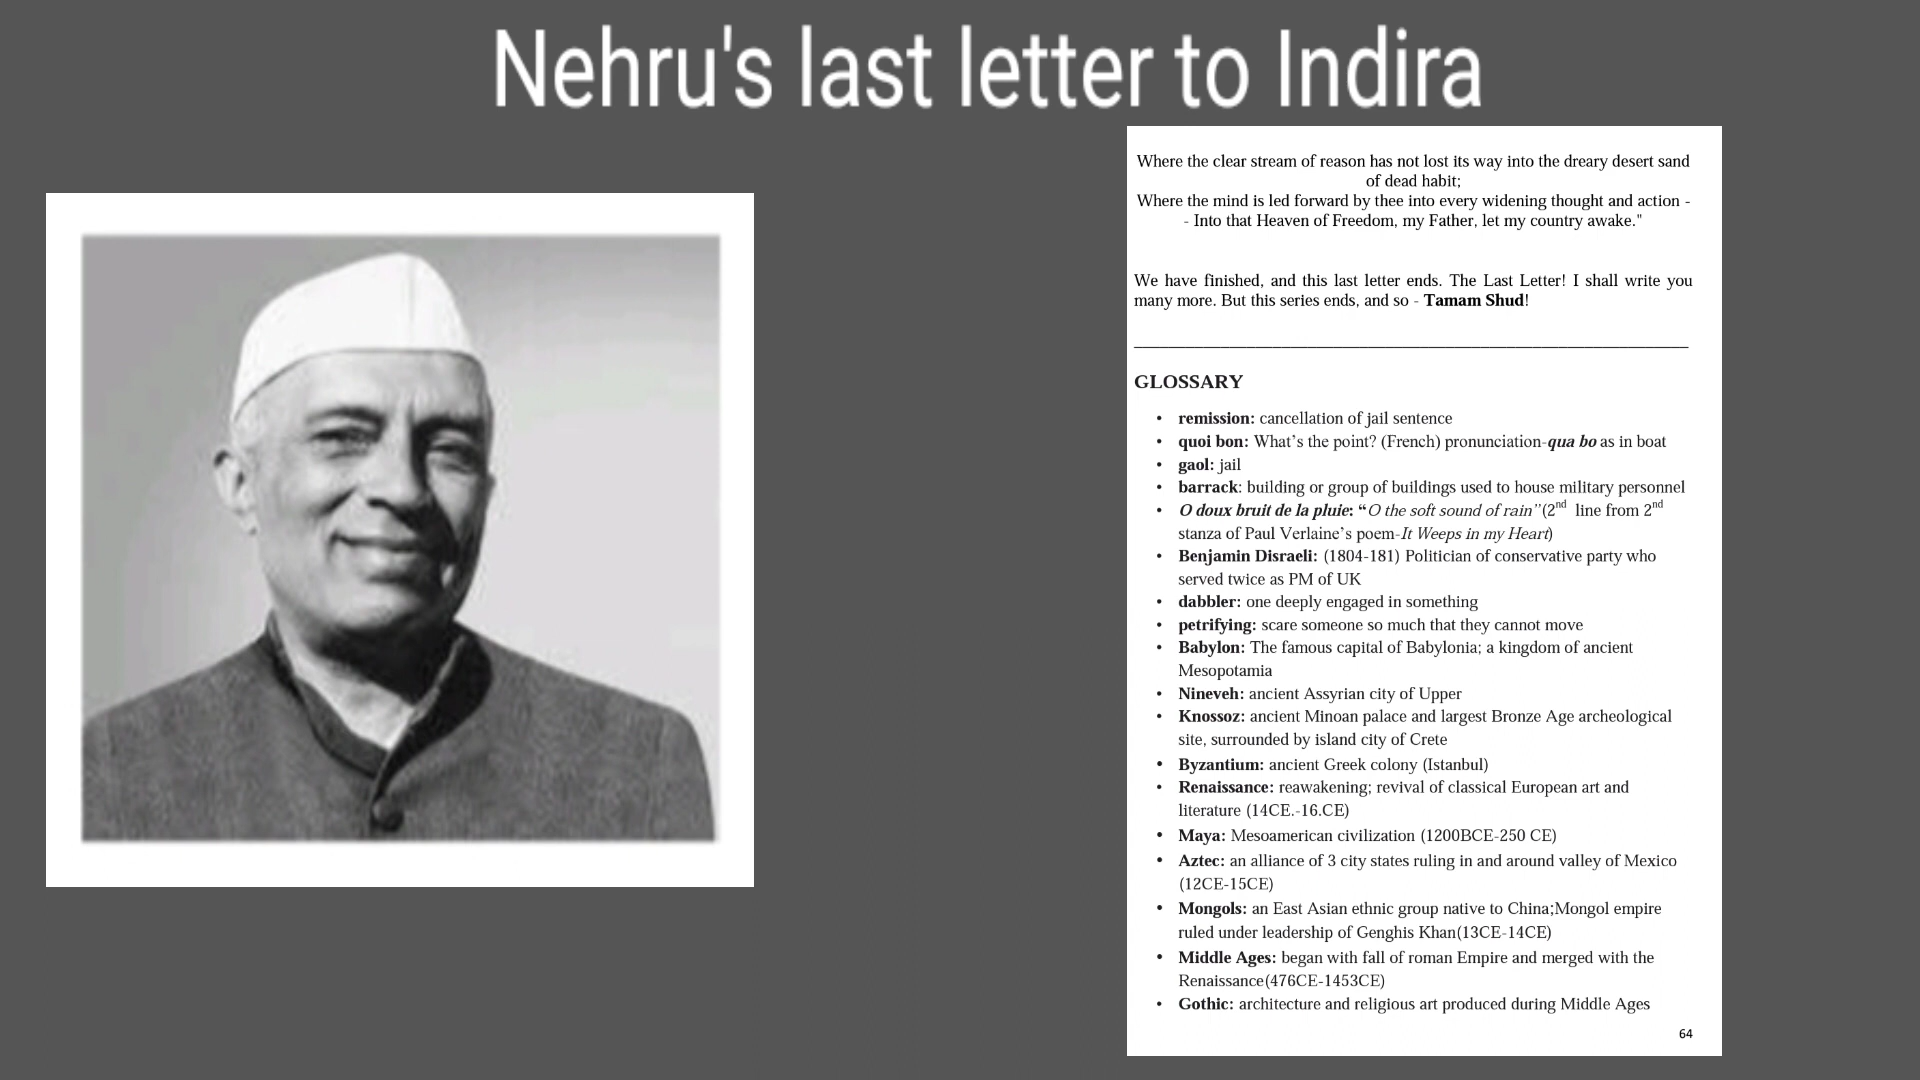 Nehru's last letter to Indira
Where the clear stream of reason has not lost its way into the dreary desert sand
of dead habit;
Where the mind is led forward by thee into every widening thought and action -
- Into that Heaven of Freedom, my Father, let my country awake."
We have finished, and this last letter ends. The Last Letter! I shall write you
many more. But this series ends, and so - Tamam Shud!
GLOSSARY
• remission: cancellation of jail sentence
• quoi bon: What's the point? (French) pronunciation-qua bo as in boat
• gaol: jail
• barrack: building or group of buildings used to house military personnel
• O doux bruit de la pluie: “O the soft sound of rain”(2nd line from 2nd
stanza of Paul Verlaine's poem-It Weeps in my Heart)
• Benjamin Disraeli: (1804-181) Politician of conservative party who
served twice as PM of UK
• dabbler: one deeply engaged in something
• petrifying: scare someone so much that they cannot move
• Babylon: The famous capital of Babylonia; a kingdom of ancient
Mesopotamia
• Nineveh: ancient Assyrian city of Upper
• Knossoz: ancient Minoan palace and largest Bronze Age archeological
site, surrounded by island city of Crete
• Byzantium: ancient Greek colony (Istanbul)
• Renaissance: reawakening; revival of classical European art and
literature (14CE.-16.CE)
• Maya: Mesoamerican civilization (1200BCE-250 CE)
• Aztec: an alliance of 3 city states ruling in and around valley of Mexico
(12CE-15CE)
• Mongols: an East Asian ethnic group native to China;Mongol empire
ruled under leadership of Genghis Khan(13CE-14CE)
• Middle Ages: began with fall of roman Empire and merged with the
Renaissance(476CE-1453CE)
• Gothic: architecture and religious art produced during Middle Ages
64